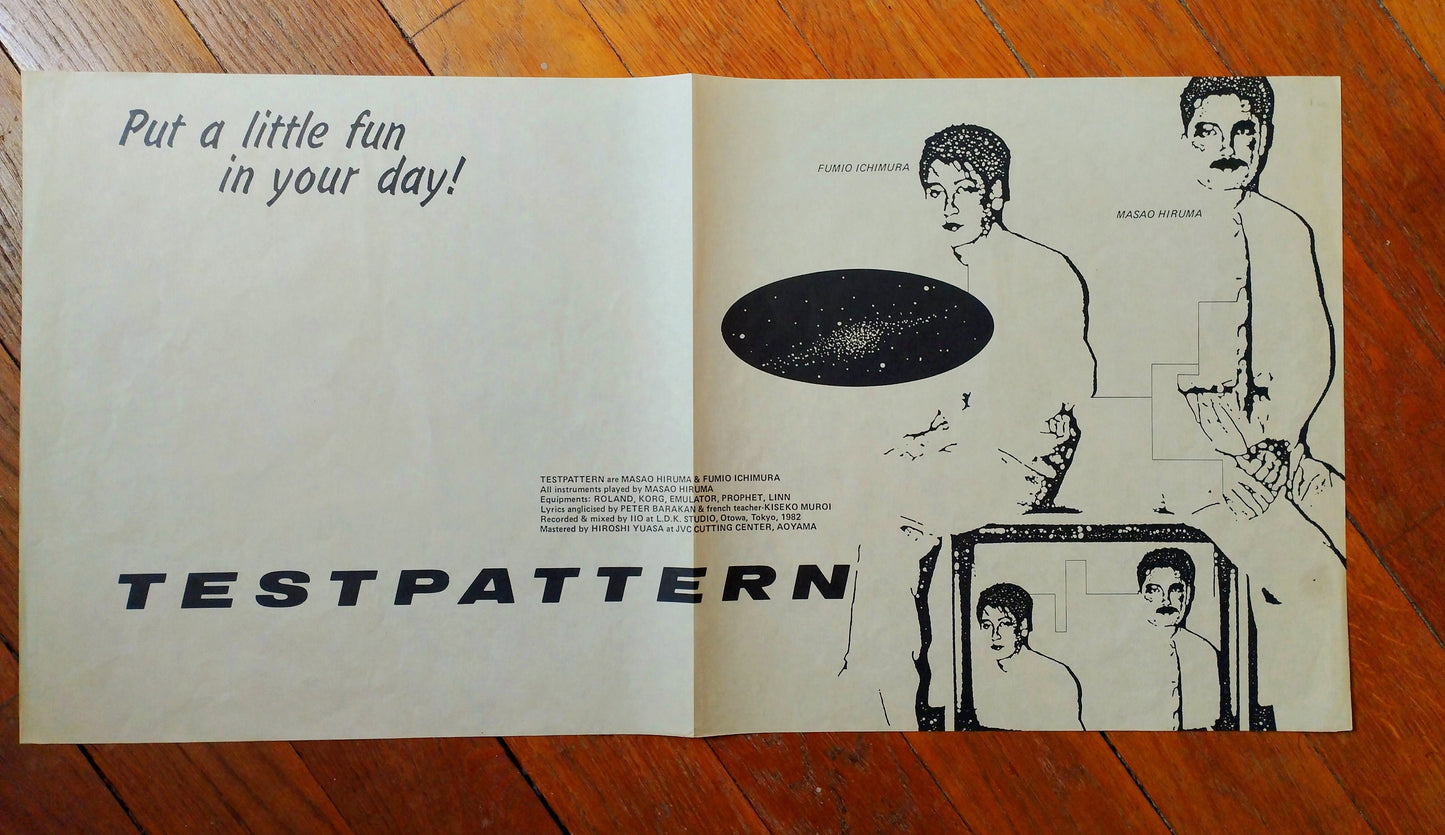 Put a little fun
in your day!
FUMIO ICHIMURA
MASAO HIRUMA
TESTPATTERN are MASAO HIRUMA & FUMIO ICHIMURA
All instruments played by MASAO HIRUMA
Equipments: ROLAND, KORG, EMULATOR, PROPHET, LINN
Lyrics anglicised by PETER BARAKAN & french teacher·KISEKO MUROI
Recorded & mixed by IIO at L.D.K. STUDIO, Otowa, Tokyo, 1982
Mastered by HIROSHI YUASA at JVC CUTTING CENTER, AOYAMA
TESTPATTERN